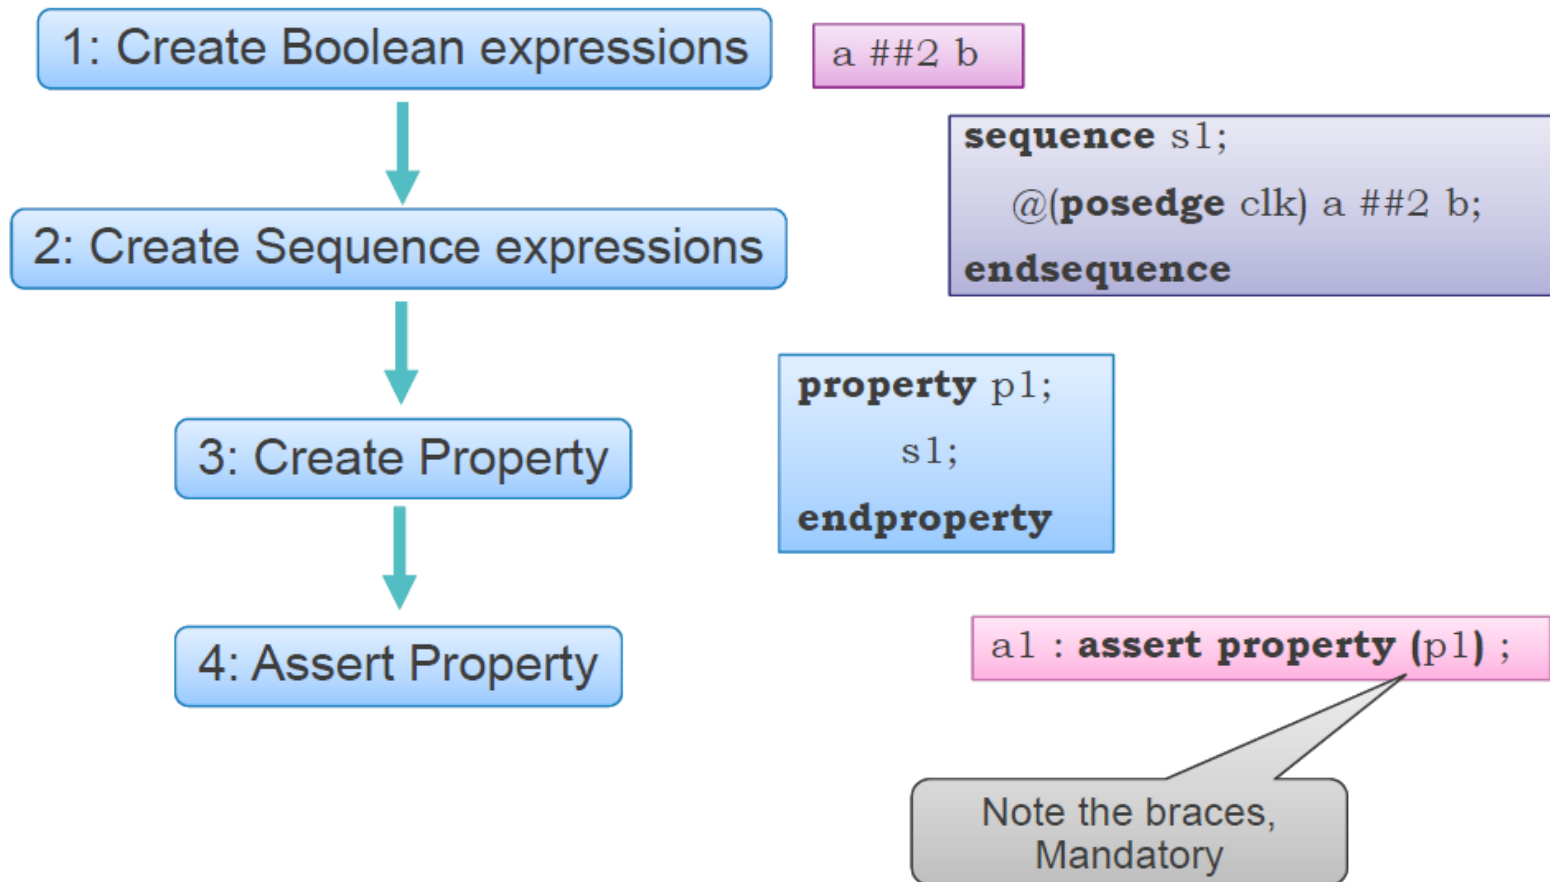 1: Create Boolean expressions
a ##2 b
sequence s1;
@(posedge clk) a ##2 b;
endsequence
2: Create Sequence expressions
property p1;
s1;
endproperty
3: Create Property
4: Assert Property
a1 : assert property (p1) ;
Note the braces,
Mandatory